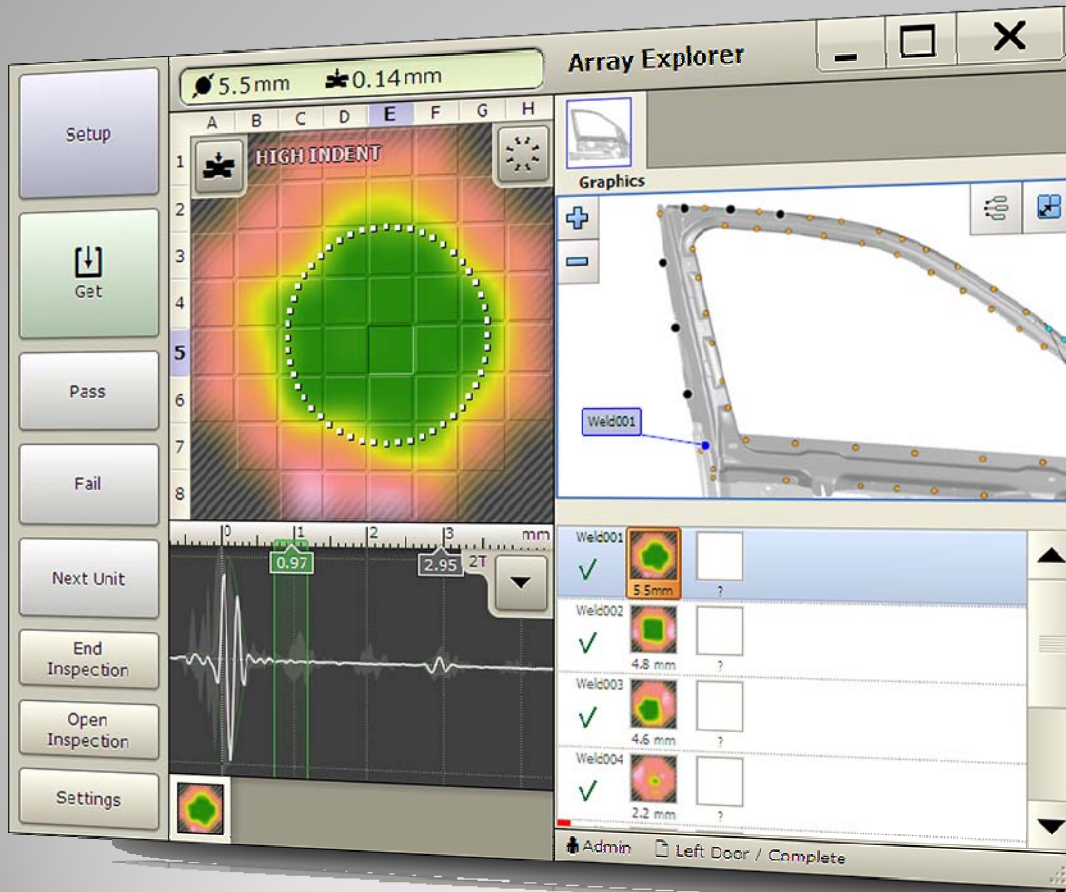 Array Explorer
Setup
Get
Pass
Fail
Next Unit
End
Inspection
Open
Inspection
Settings
5.5mm 0.14mm
A B C D E F G H
1
2
3
4
5
6
7
8
HIGH INDENT
0 1 2 3 mm
0.97 2.95 2T
Graphics
Weld001
Weld001
5.5mm ?
Weld002
4.8 mm ?
Weld003
4.6 mm ?
Weld004
2.2 mm ?
Admin Left Door / Complete